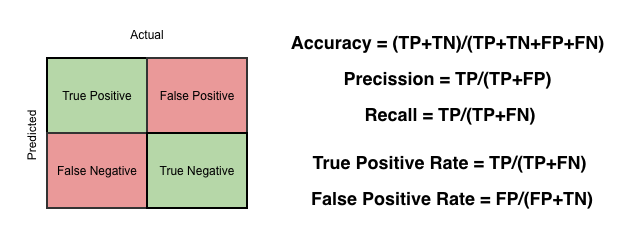 Actual
Predicted
True Positive
False Positive
False Negative
True Negative
Accuracy = (TP+TN)/(TP+TN+FP+FN)
Precission = TP/(TP+FP)
Recall = TP/(TP+FN)
True Positive Rate = TP/(TP+FN)
False Positive Rate = FP/(FP+TN)